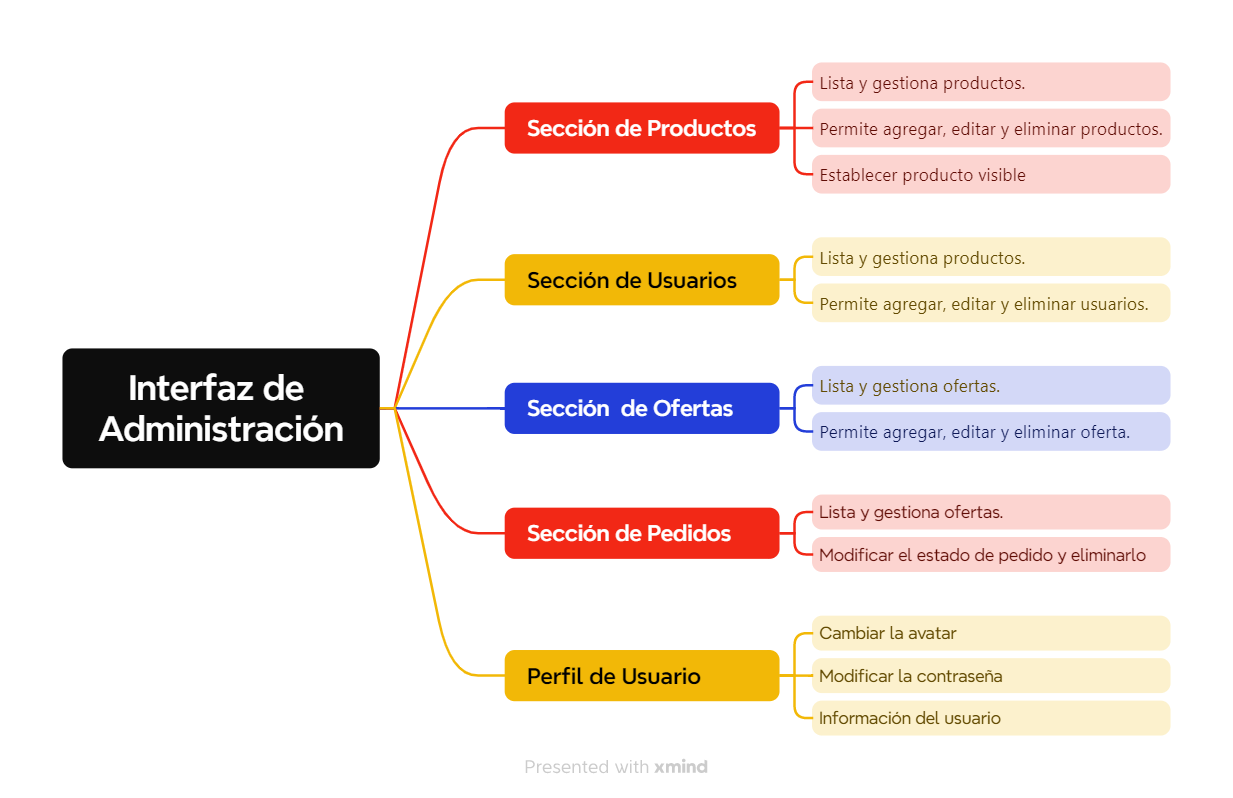 Interfaz de
Administración
Sección de Productos
Lista y gestiona productos.
Permite agregar, editar y eliminar productos.
Establecer producto visible
Sección de Usuarios
Lista y gestiona productos.
Permite agregar, editar y eliminar usuarios.
Sección de Ofertas
Lista y gestiona ofertas.
Permite agregar, editar y eliminar oferta.
Sección de Pedidos
Lista y gestiona ofertas.
Modificar el estado de pedido y eliminarlo
Perfil de Usuario
Cambiar la avatar
Modificar la contraseña
Información del usuario
Presented with xmind